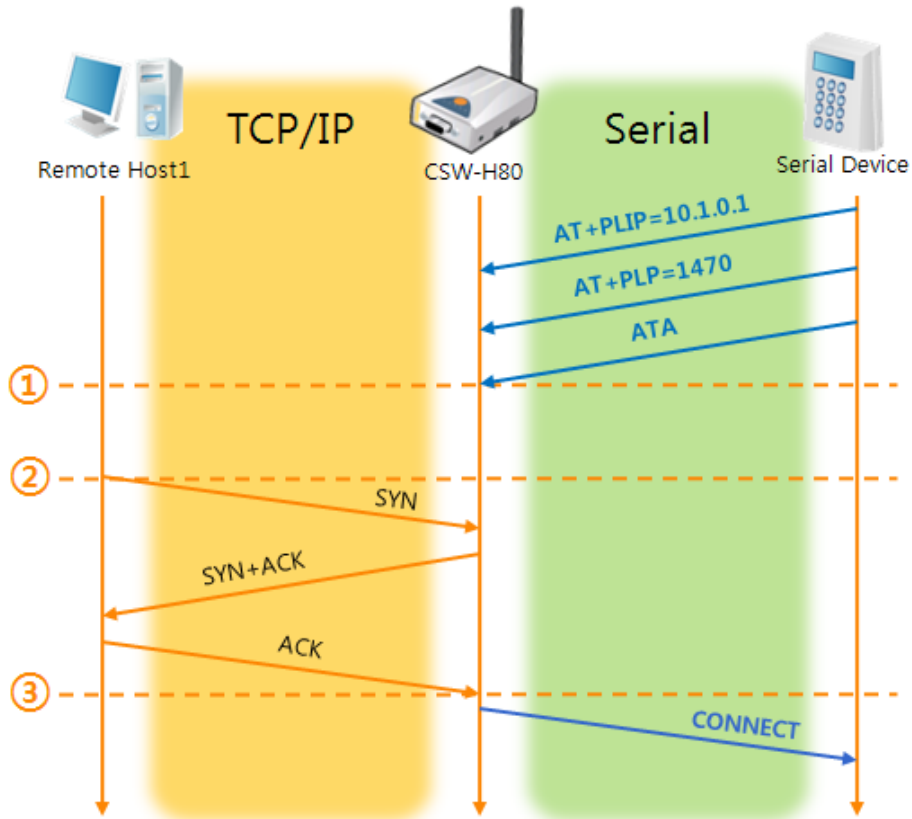 TCP/IP
Serial
Remote Host1
CSW-H80
Serial Device
AT+PLIP=10.1.0.1
AT+PLP=1470
ATA
①
②
SYN
SYN+ACK
ACK
③
CONNECT